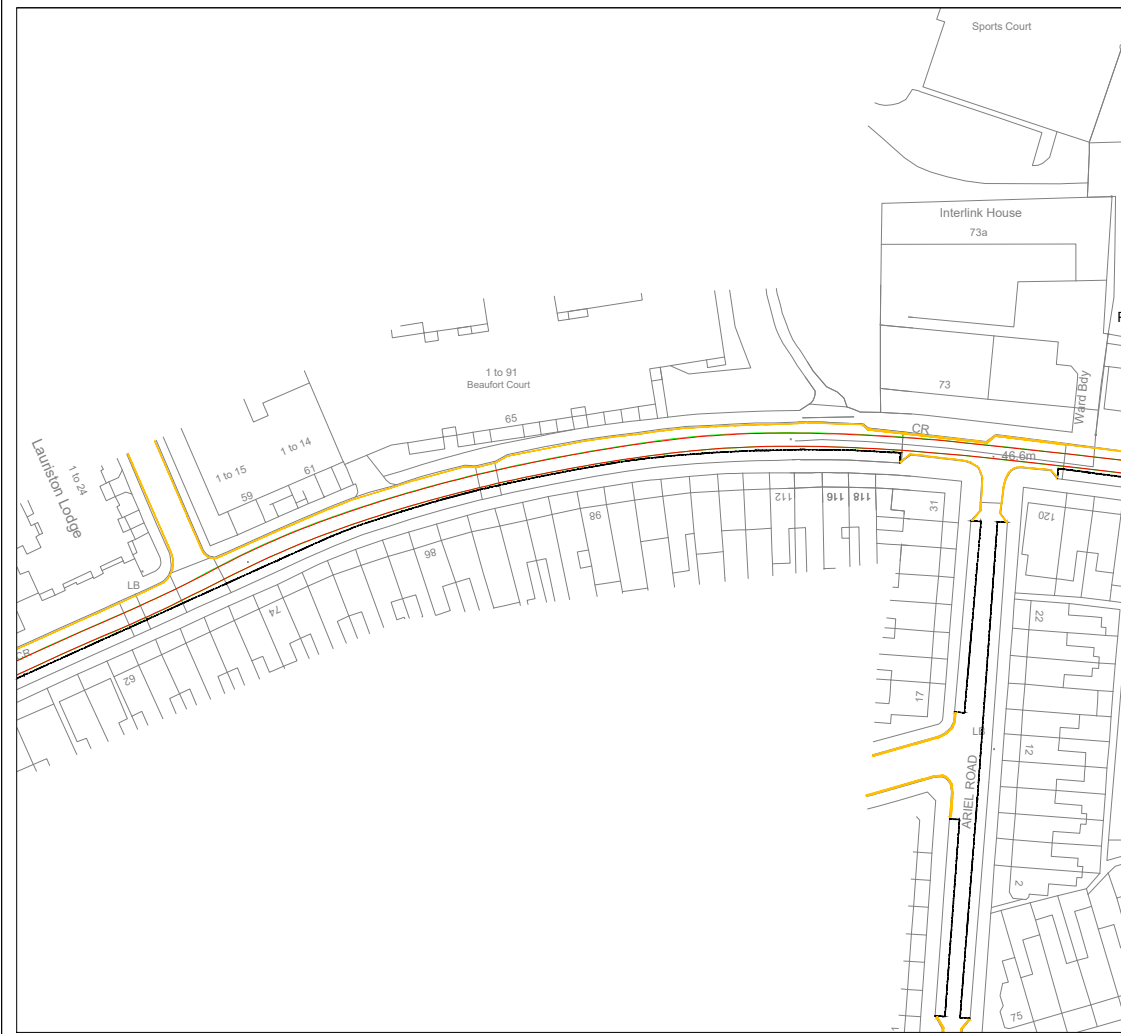 Sports Court
Interlink House
73a
Ward Bdy
73
CR
46.6m
1 to 91
Beaufort Court
65
1 to 14
61
1 to 15
59
Lauriston Lodge
1 to 24
LB
62
74
86
98
112
116
118
31
120
22
17
LB
12
ARIEL ROAD
2
75